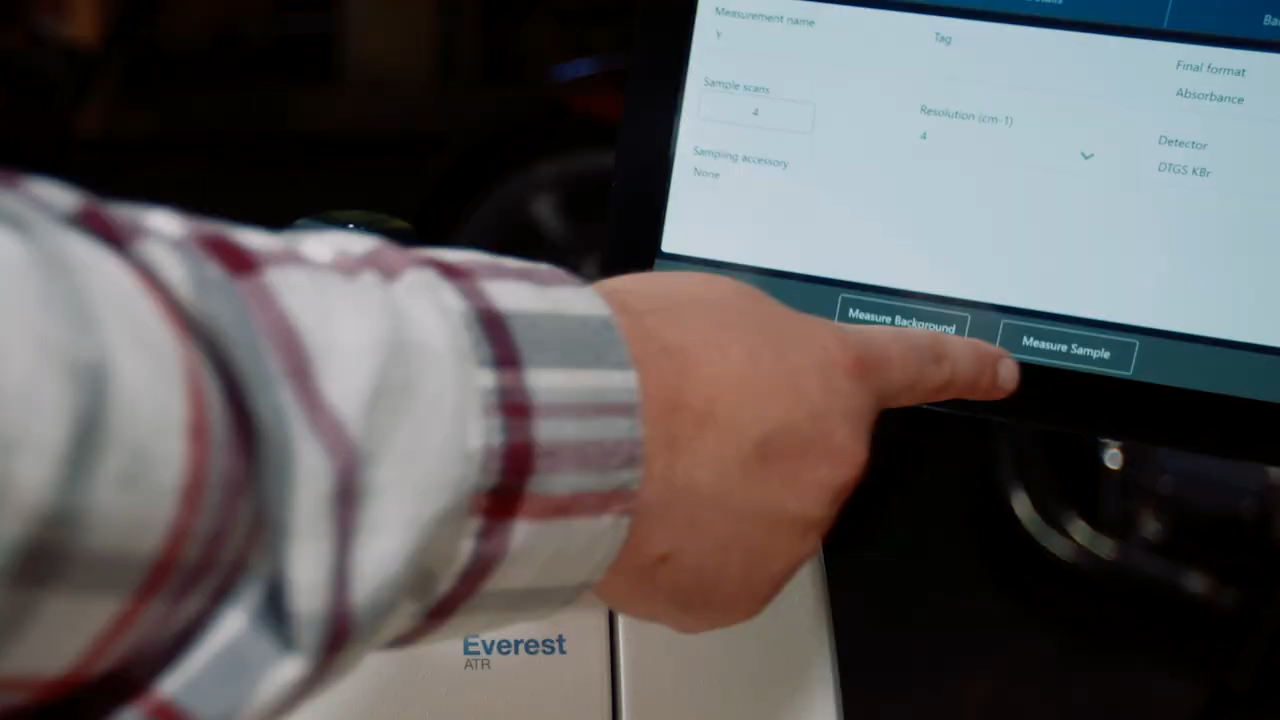 Measurement name
Y
Tag
Final format
Absorbance
Sample scans
4
Resolution (cm-1)
4
Detector
DTGS KBr
Sampling accessory
None
Measure Background
Measure Sample
Everest
ATR